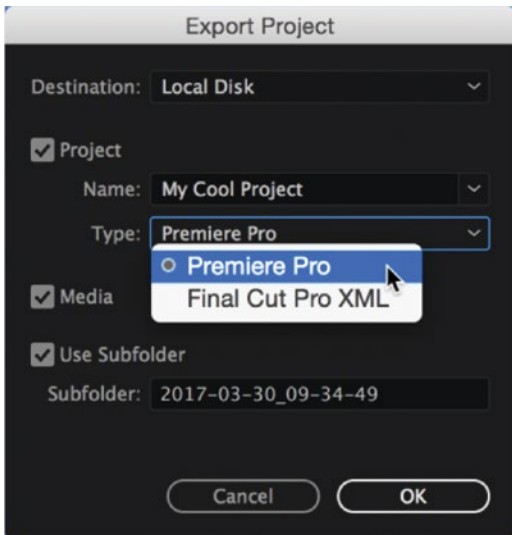 Export Project
Destination: Local Disk
Project
Name: My Cool Project
Type: Premiere Pro
Premiere Pro
Final Cut Pro XML
Media
Use Subfolder
Subfolder: 2017-03-30_09-34-49
Cancel OK